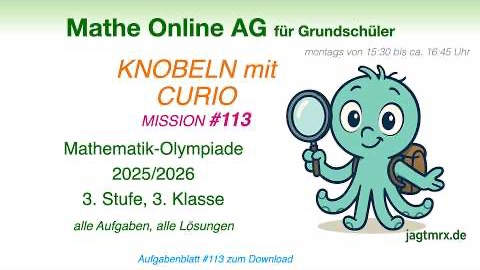 Mathe Online AG für Grundschüler
montags von 15:30 bis ca. 16:45 Uhr
KNOBELN mit
CURIO
MISSION #113
Mathematik-Olympiade
2025/2026
3. Stufe, 3. Klasse
alle Aufgaben, alle Lösungen
jagtmrx.de
Aufgabenblatt #113 zum Download